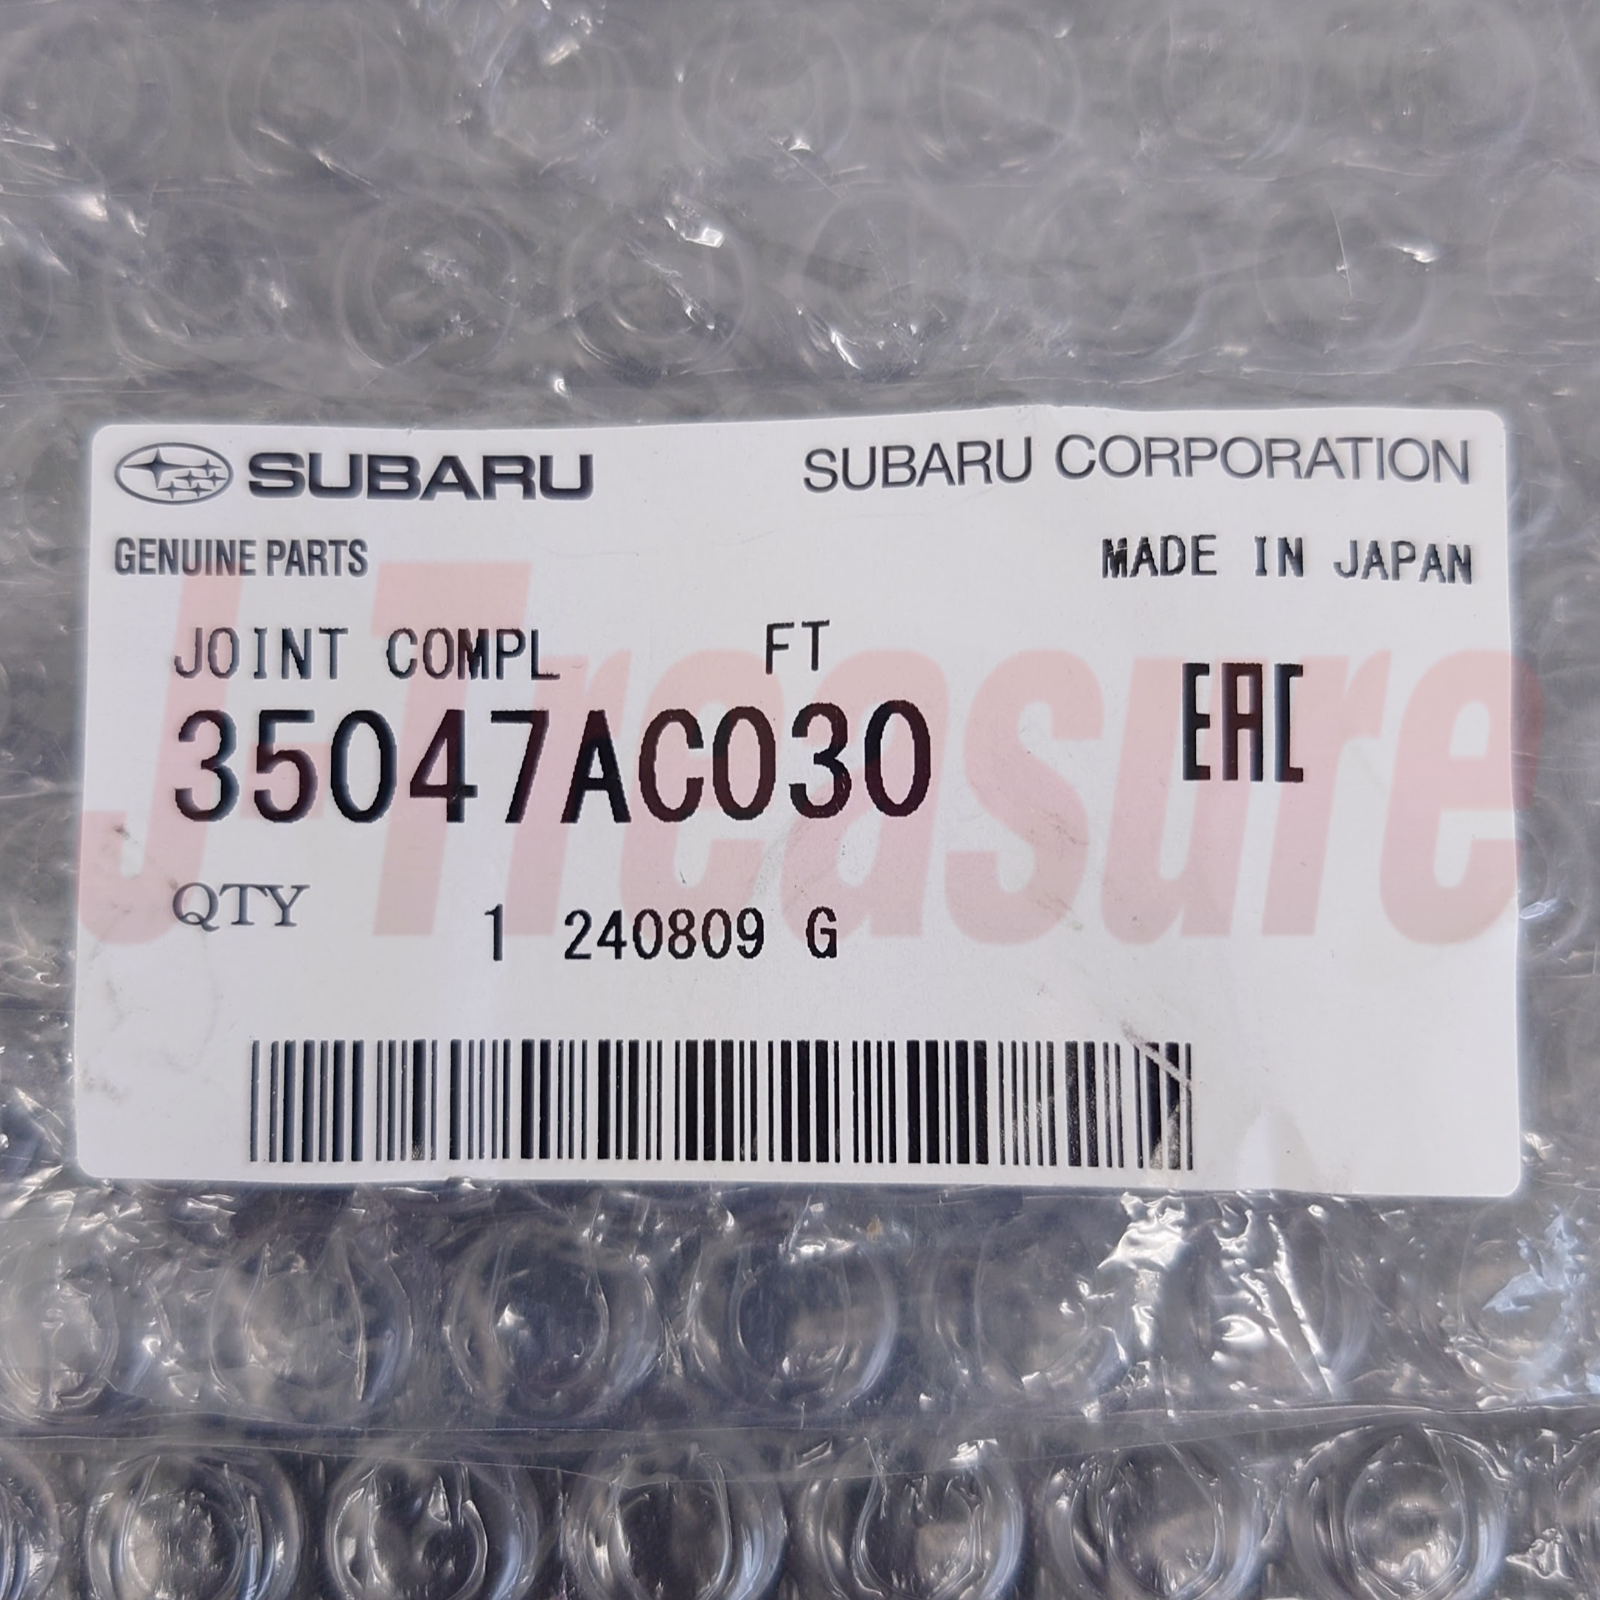 SUBARU SUBARU CORPORATION
GENUINE PARTS MADE IN JAPAN
JOINT COMPL FT
35047AC030 EAC
QTY 1 240809 G
J-Treasure